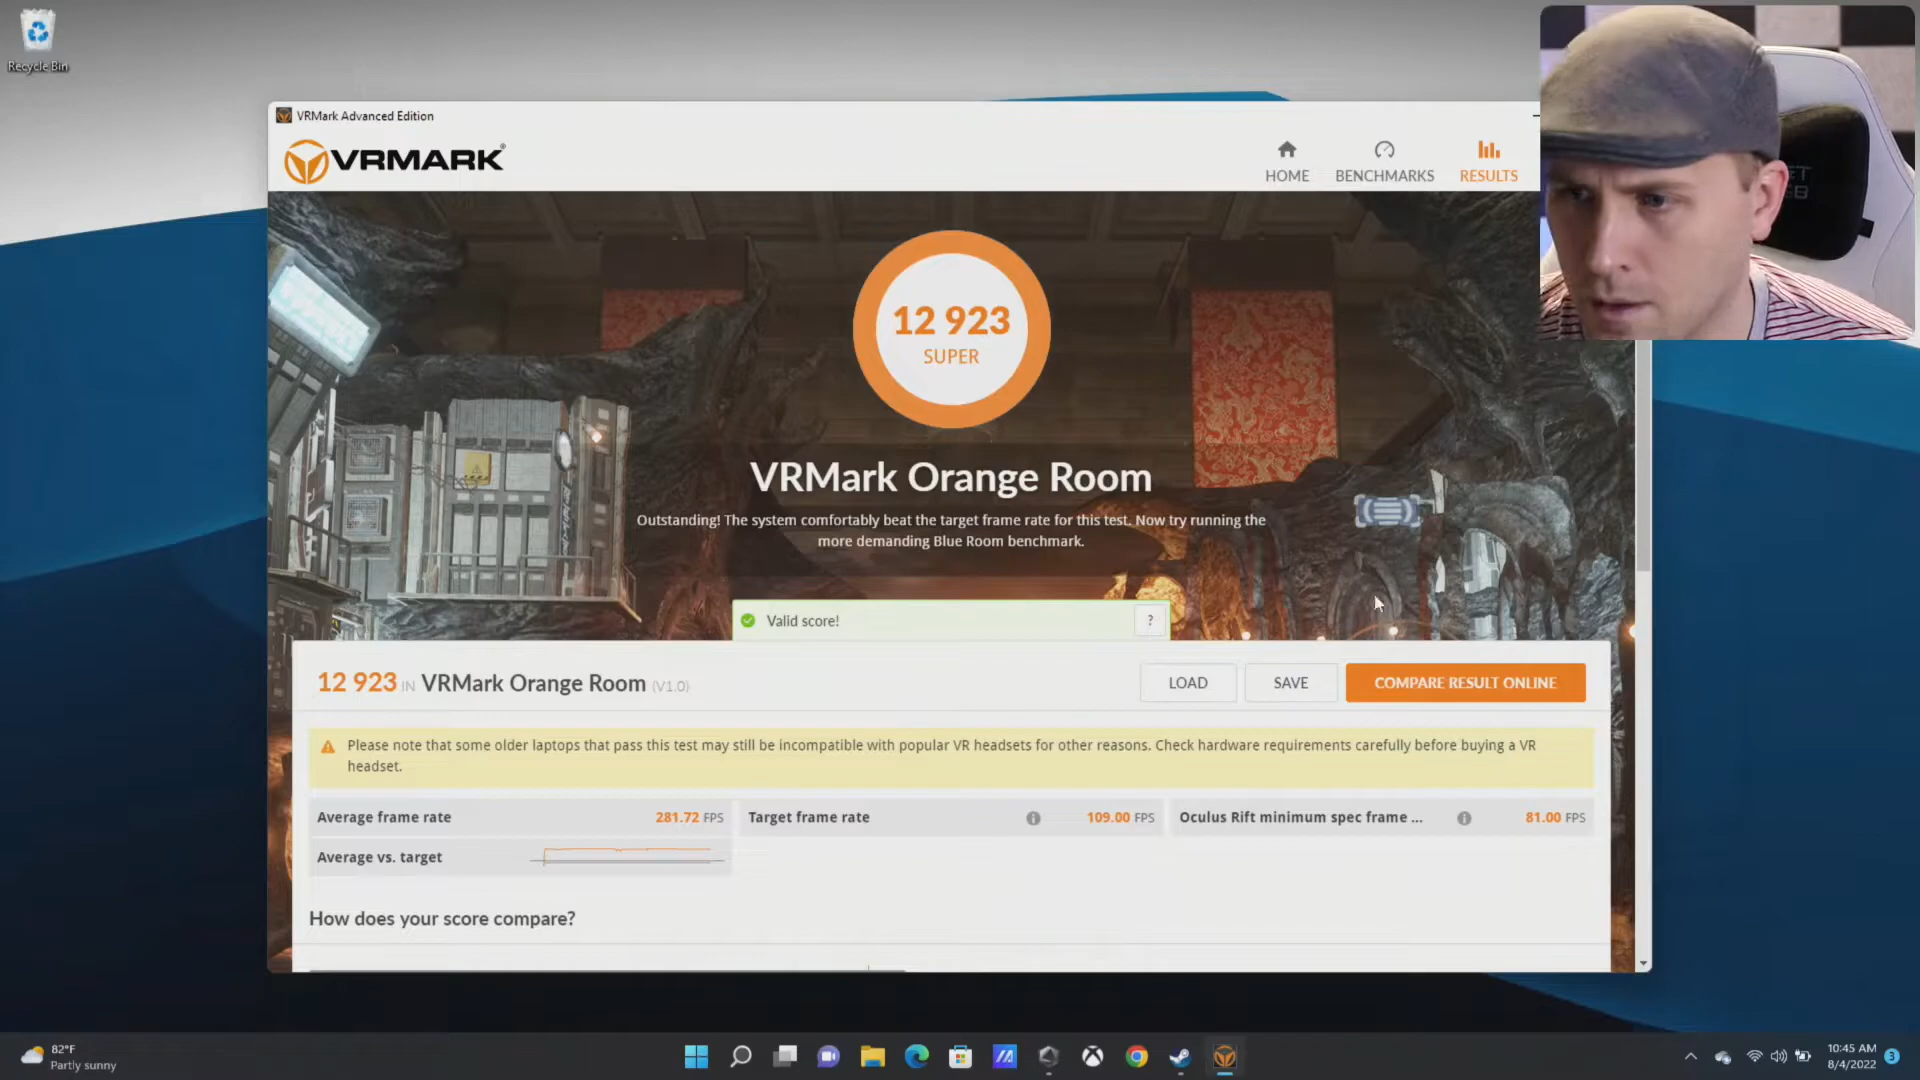 Recycle Bin
VRMark Advanced Edition
VRMARK®
HOME
BENCHMARKS
RESULTS
12 923
SUPER
VRMark Orange Room
Outstanding! The system comfortably beat the target frame rate for this test. Now try running the
more demanding Blue Room benchmark.
Valid score!
?
12 923 IN VRMark Orange Room (V1.0)
LOAD
SAVE
COMPARE RESULT ONLINE
Please note that some older laptops that pass this test may still be incompatible with popular VR headsets for other reasons. Check hardware requirements carefully before buying a VR
headset.
Average frame rate 281.72 FPS
Target frame rate 109.00 FPS
Oculus Rift minimum spec frame ... 81.00 FPS
Average vs. target
How does your score compare?
82°F
Partly sunny
10:45 AM
8/4/2022
3